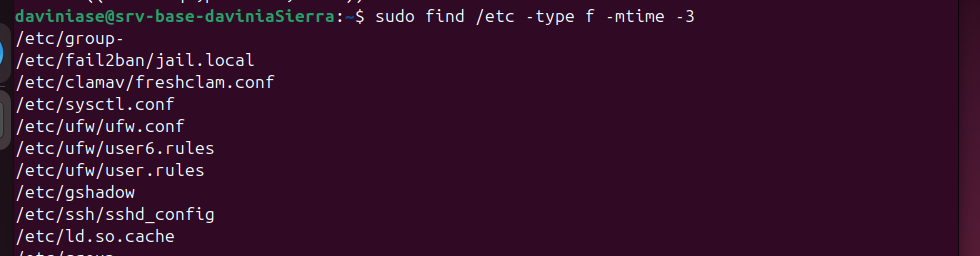 daviniase@srv-base-daviniaSierra:~$ sudo find /etc -type f -mtime -3
/etc/group-
/etc/fail2ban/jail.local
/etc/clamav/freshclam.conf
/etc/sysctl.conf
/etc/ufw/ufw.conf
/etc/ufw/user6.rules
/etc/ufw/user.rules
/etc/gshadow
/etc/ssh/sshd_config
/etc/ld.so.cache